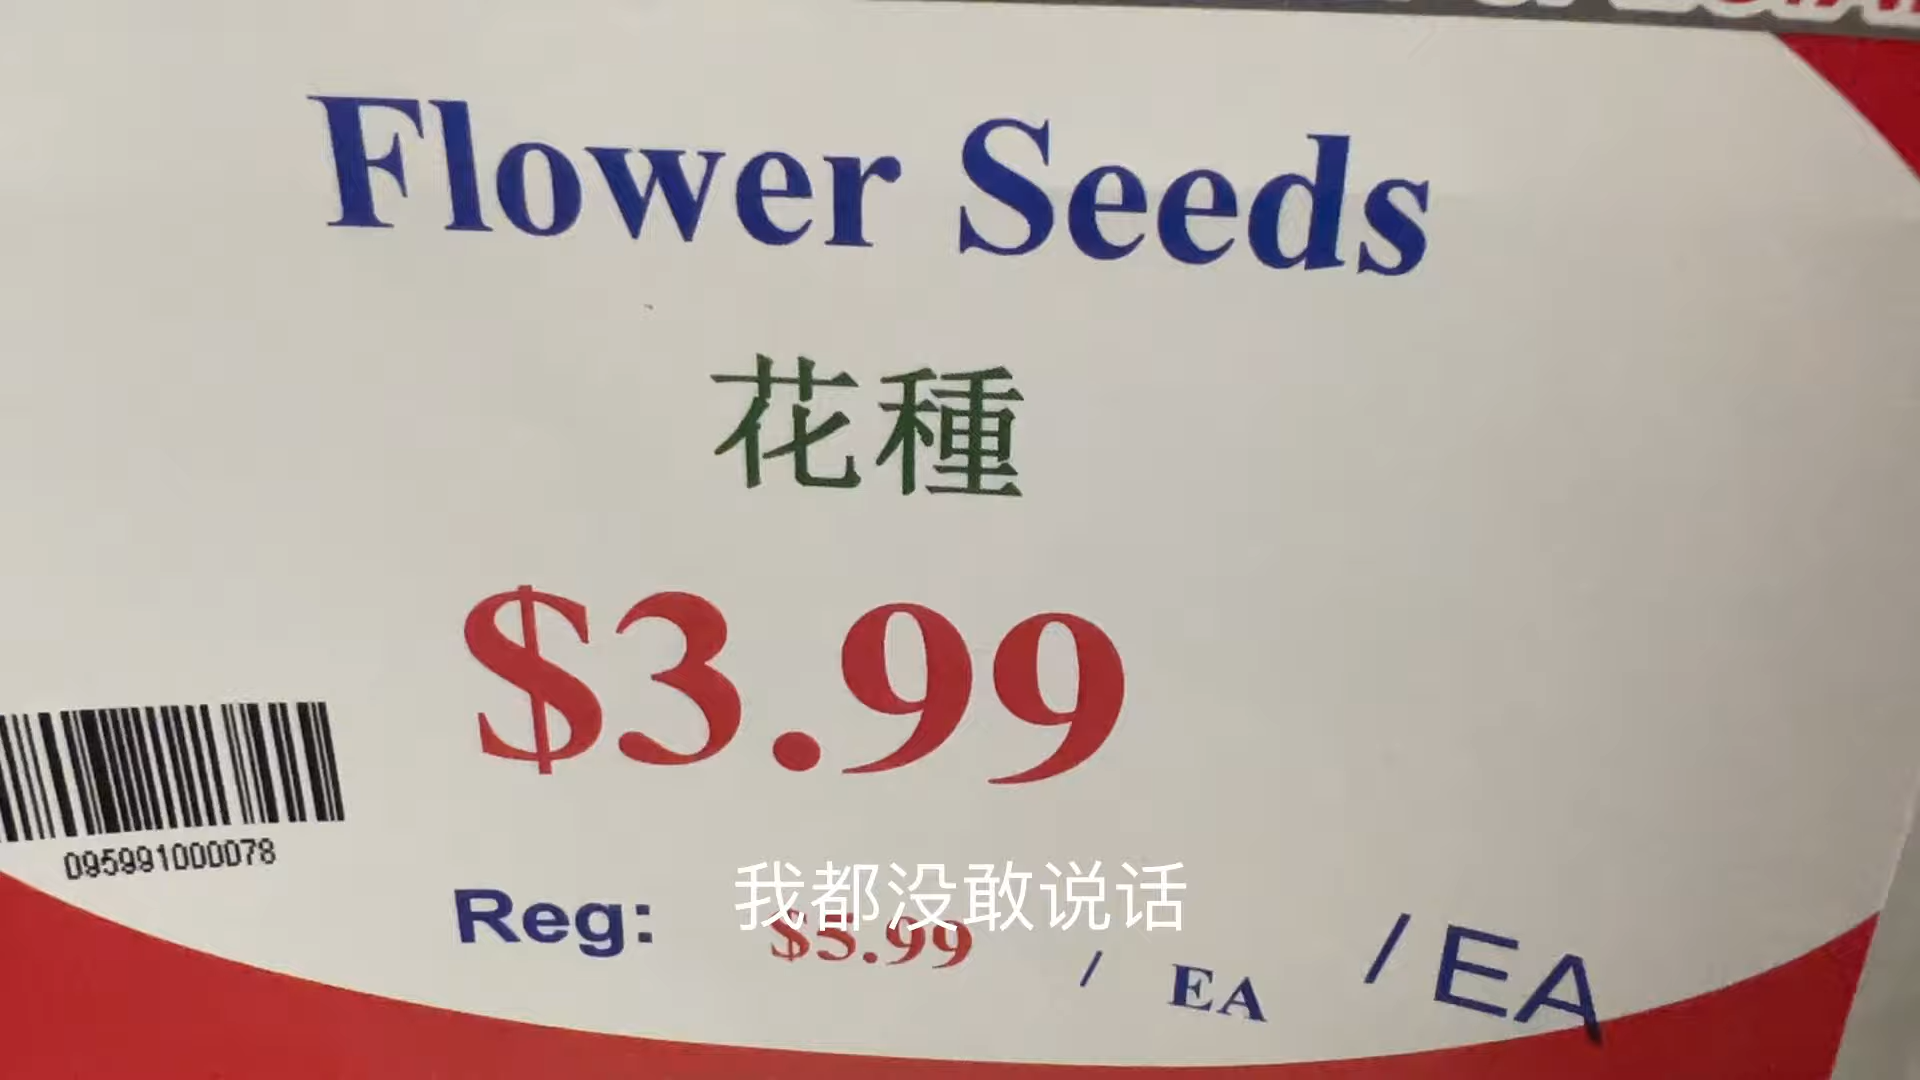 Flower Seeds
花種
$3.99
095991000078
Reg: $5.99 / EA / EA
我都没敢说话